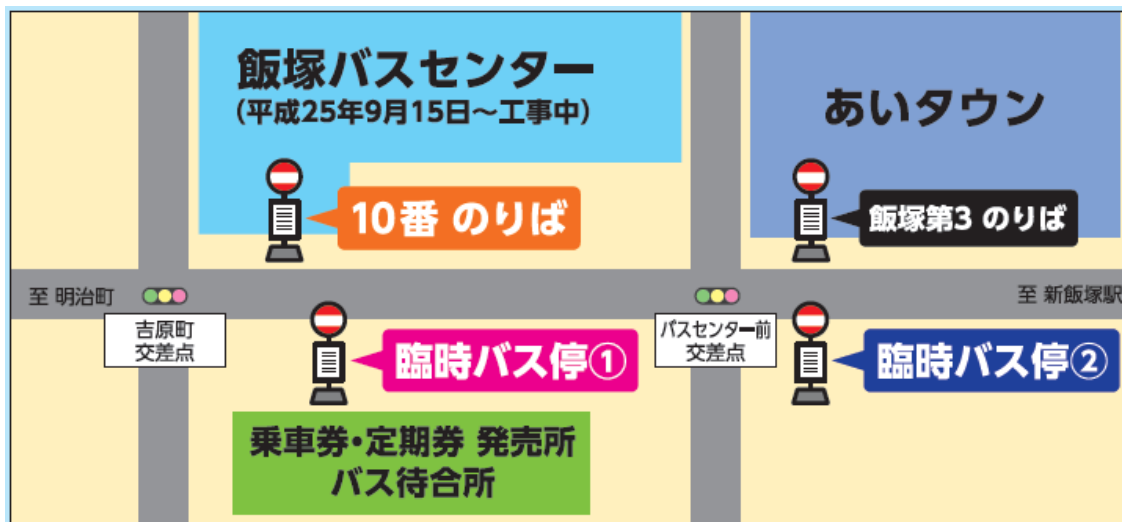 飯塚バスセンター
(平成25年9月15日～工事中)
あいタウン
10番 のりば
飯塚第3 のりば
至 明治町
至 新飯塚駅
吉原町
交差点
バスセンター前
交差点
臨時バス停①
臨時バス停②
乗車券・定期券 発売所
バス待合所